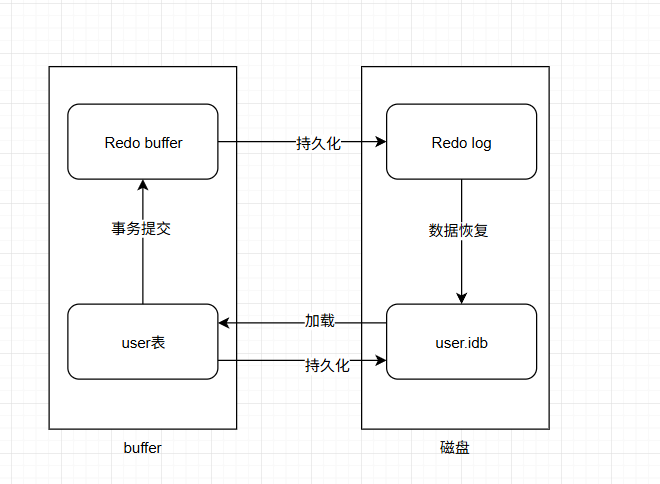 Redo buffer
持久化
Redo log
事务提交
数据恢复
加载
user表
user.idb
持久化
buffer
磁盘